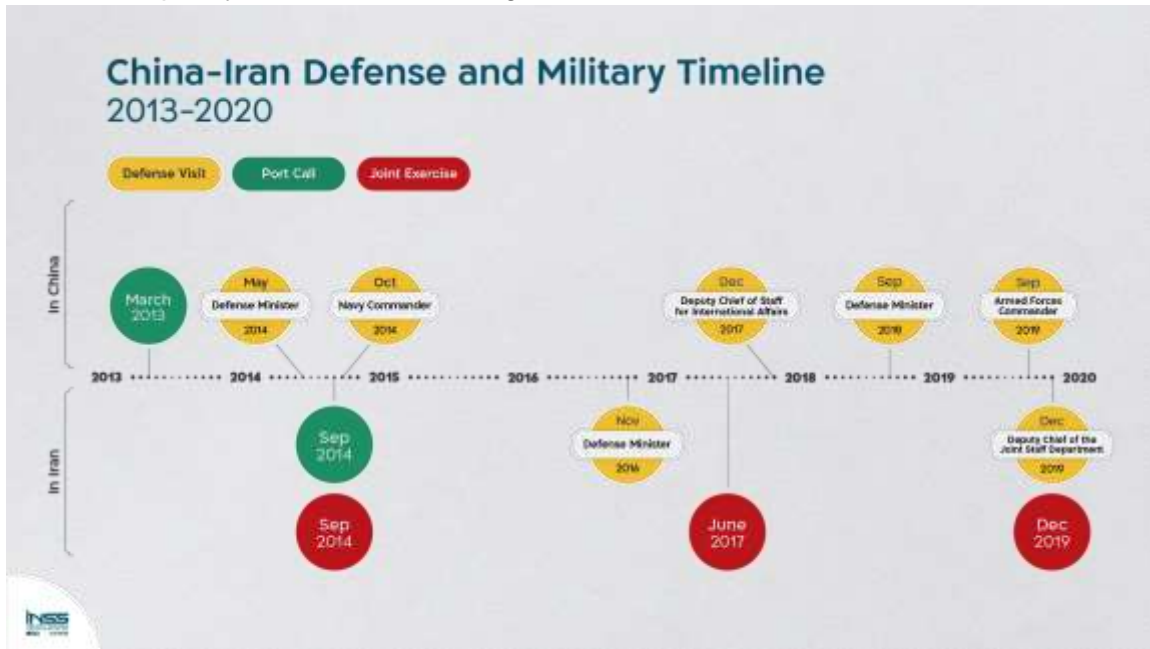 China-Iran Defense and Military Timeline
2013-2020
Defense Visit
Port Call
Joint Exercise
In China
March
2013
May
Defense Minister
2014
Oct
Navy Commander
2014
Dec
Deputy Chief of Staff
for International Affairs
2017
Sep
Defense Minister
2018
Sep
Armed Forces
Commander
2019
2013
2014
2015
2016
2017
2018
2019
2020
In Iran
Sep
2014
Nov
Defense Minister
2016
Dec
Deputy Chief of the
Joint Staff Department
2019
Sep
2014
June
2017
Dec
2019
INSS